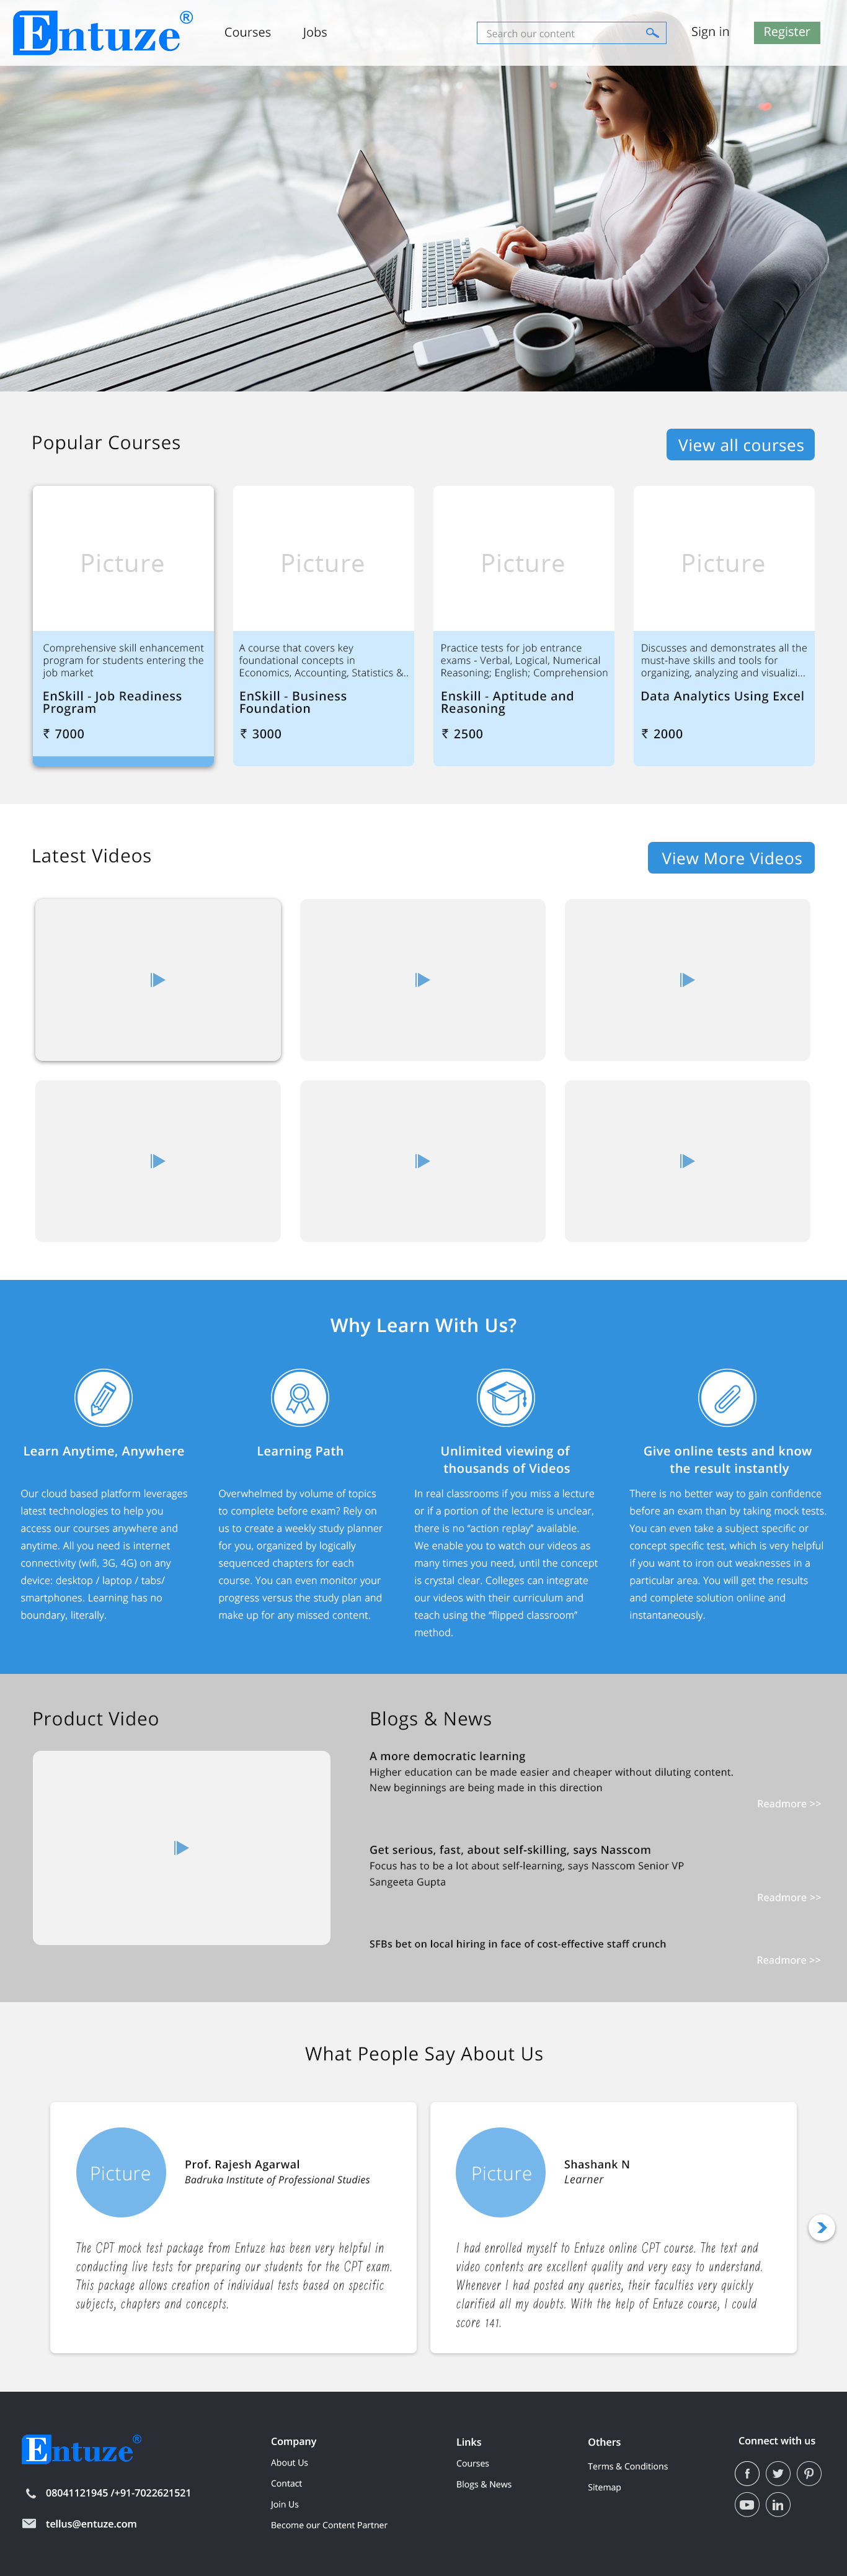 Entuze®
Courses
Jobs
Search our content
Sign in
Register
Popular Courses
View all courses
Picture
Comprehensive skill enhancement
program for students entering the
job market
EnSkill - Job Readiness
Program
₹ 7000
Picture
A course that covers key
foundational concepts in
Economics, Accounting, Statistics &..
EnSkill - Business
Foundation
₹ 3000
Picture
Practice tests for job entrance
exams - Verbal, Logical, Numerical
Reasoning; English; Comprehension
Enskill - Aptitude and
Reasoning
₹ 2500
Picture
Discusses and demonstrates all the
must-have skills and tools for
organizing, analyzing and visualizi...
Data Analytics Using Excel
₹ 2000
Latest Videos
View More Videos
Why Learn With Us?
Learn Anytime, Anywhere
Our cloud based platform leverages
latest technologies to help you
access our courses anywhere and
anytime. All you need is internet
connectivity (wifi, 3G, 4G) on any
device: desktop / laptop / tabs/
smartphones. Learning has no
boundary, literally.
Learning Path
Overwhelmed by volume of topics
to complete before exam? Rely on
us to create a weekly study planner
for you, organized by logically
sequenced chapters for each
course. You can even monitor your
progress versus the study plan and
make up for any missed content.
Unlimited viewing of
thousands of Videos
In real classrooms if you miss a lecture
or if a portion of the lecture is unclear,
there is no “action replay” available.
We enable you to watch our videos as
many times you need, until the concept
is crystal clear. Colleges can integrate
our videos with their curriculum and
teach using the “flipped classroom”
method.
Give online tests and know
the result instantly
There is no better way to gain confidence
before an exam than by taking mock tests.
You can even take a subject specific or
concept specific test, which is very helpful
if you want to iron out weaknesses in a
particular area. You will get the results
and complete solution online and
instantaneously.
Product Video
Blogs & News
A more democratic learning
Higher education can be made easier and cheaper without diluting content.
New beginnings are being made in this direction
Readmore >>
Get serious, fast, about self-skilling, says Nasscom
Focus has to be a lot about self-learning, says Nasscom Senior VP
Sangeeta Gupta
Readmore >>
SFBs bet on local hiring in face of cost-effective staff crunch
Readmore >>
What People Say About Us
Picture
Prof. Rajesh Agarwal
Badruka Institute of Professional Studies
The CPT mock test package from Entuze has been very helpful in
conducting live tests for preparing our students for the CPT exam.
This package allows creation of individual tests based on specific
subjects, chapters and concepts.
Picture
Shashank N
Learner
I had enrolled myself to Entuze online CPT course. The text and
video contents are excellent quality and very easy to understand.
Whenever I had posted any queries, their faculties very quickly
clarified all my doubts. With the help of Entuze course, I could
score 141.
Entuze®
08041121945 /+91-7022621521
tellus@entuze.com
Company
About Us
Contact
Join Us
Become our Content Partner
Links
Courses
Blogs & News
Others
Terms & Conditions
Sitemap
Connect with us